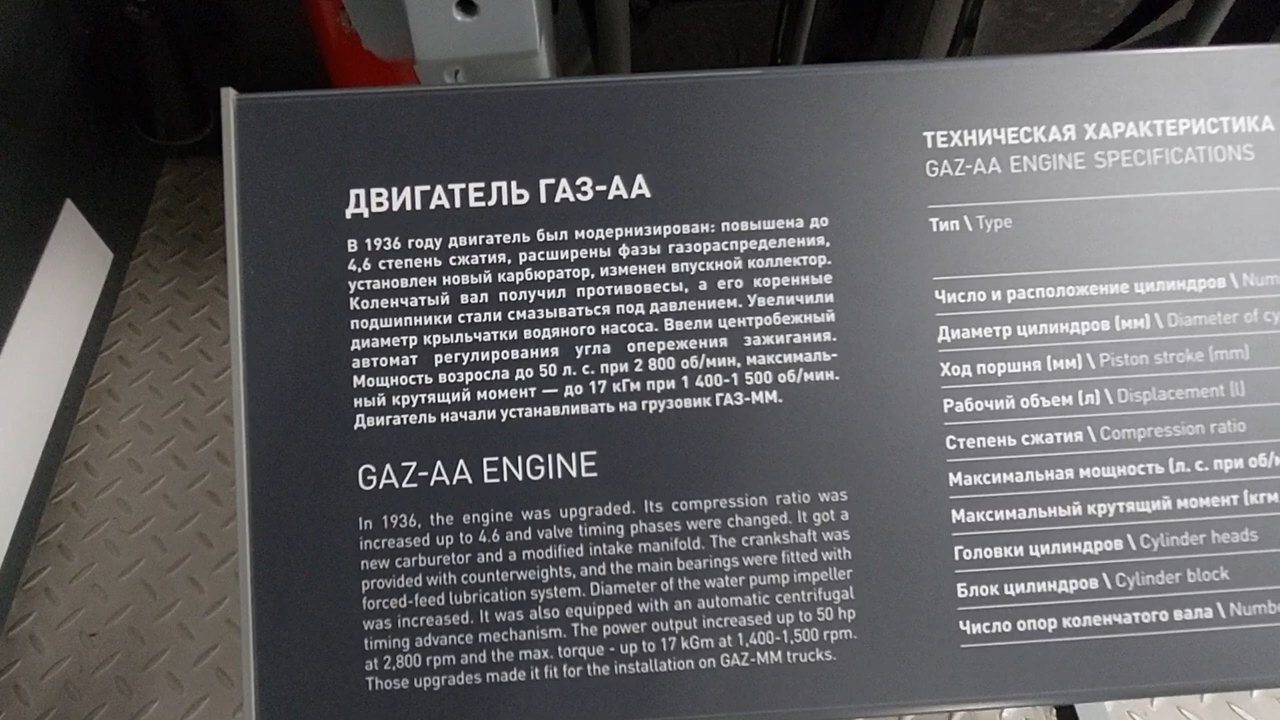 ДВИГАТЕЛЬ ГАЗ-АА
В 1936 году двигатель был модернизирован: повышена до
4,6 степень сжатия, расширены фазы газораспределения,
установлен новый карбюратор, изменен впускной коллектор.
Коленчатый вал получил противовесы, а его коренные
подшипники стали смазываться под давлением. Увеличили
диаметр крыльчатки водяного насоса. Ввели центробежный
автомат регулирования угла опережения зажигания.
Мощность возросла до 50 л. с. при 2 800 об/мин, максималь-
ный крутящий момент — до 17 кГм при 1 400-1 500 об/мин.
Двигатель начали устанавливать на грузовик ГАЗ-ММ.
GAZ-AA ENGINE
In 1936, the engine was upgraded. Its compression ratio was
increased up to 4.6 and valve timing phases were changed. It got a
new carburetor and a modified intake manifold. The crankshaft was
provided with counterweights, and the main bearings were fitted with
forced-feed lubrication system. Diameter of the water pump impeller
was increased. It was also equipped with an automatic centrifugal
timing advance mechanism. The power output increased up to 50 hp
at 2,800 rpm and the max. torque - up to 17 kGm at 1,400-1,500 rpm.
Those upgrades made it fit for the installation on GAZ-MM trucks.
ТЕХНИЧЕСКАЯ ХАРАКТЕРИСТИКА
GAZ-AA ENGINE SPECIFICATIONS
Тип \ Type
Число и расположение цилиндров \
Диаметр цилиндров (мм) \ Diameter of
Ход поршня (мм) \ Piston stroke (mm)
Рабочий объем (л) \ Displacement (l)
Степень сжатия \ Compression ratio
Максимальная мощность (л. с. при
Максимальный крутящий момент (кгм
Головки цилиндров \ Cylinder heads
Блок цилиндров \ Cylinder block
Число опор коленчатого вала \